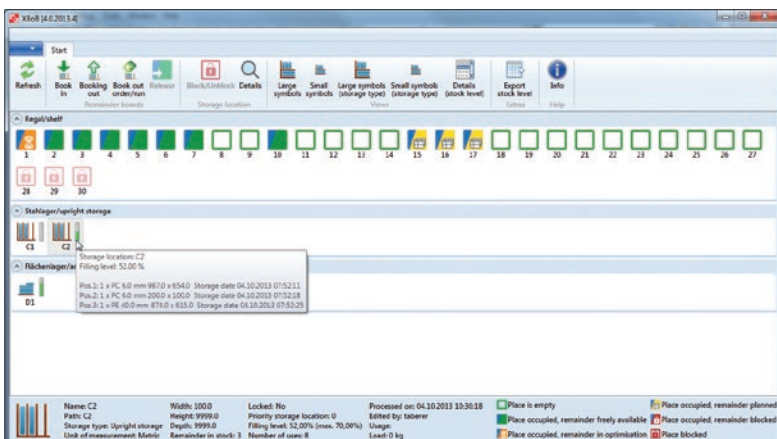 XBoB [4.0.2013.4]
Start
Refresh
Book in
Booking out
Book out order/run
Release
Block/Unblock
Details
Large symbols
Small symbols
Large symbols (storage type)
Small symbols (storage type)
Details (stock level)
Export stock level
Info
Remainder boards
Storage location
Views
Extras
Help
Regal/shelf
1 2 3 4 5 6 7 8 9 10 11 12 13 14 15 16 17 18 19 20 21 22 23 24 25 26 27
28 29 30
Stehlager/upright storage
C1 C2
Storage location: C2
Filling level: 52.00 %
Flächenlager/ar
Pos.1: 1 x PC 6.0 mm 987.0 x 654.0 Storage date 04.10.2013 07:52:11
Pos.2: 1 x PC 6.0 mm 200.0 x 100.0 Storage date 04.10.2013 07:52:18
Pos.3: 1 x PE 40.0 mm 874.0 x 615.0 Storage date 04.10.2013 07:52:25
D1
Name: C2 Width: 100.0 Locked: No Processed on: 04.10.2013 10:30:18 Place is empty Place occupied, remainder planned
Path: C2 Height: 9999.0 Priority storage location: 0 Edited by: taberer Place occupied, remainder freely available Place occupied, remainder blocked
Storage type: Upright storage Depth: 9999.0 Filling level: 52,00% (max. 70,00%) Usage:
Unit of measurement: Metric Remainder in stock: 3 Number of uses: 8 Load: 0 kg Place occupied, remainder in optimisation Place blocked